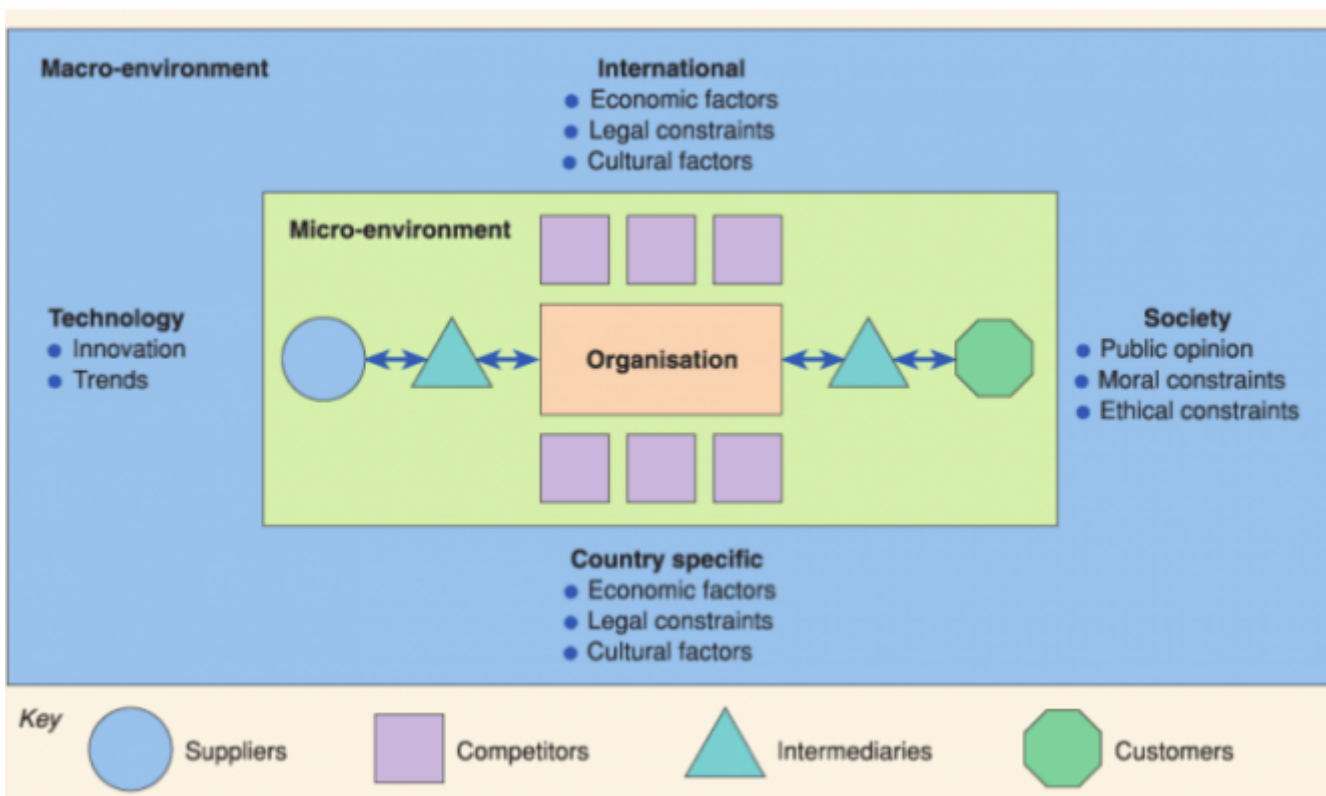 Macro-environment
International
• Economic factors
• Legal constraints
• Cultural factors
Micro-environment
Technology
• Innovation
• Trends
Organisation
Society
• Public opinion
• Moral constraints
• Ethical constraints
Country specific
• Economic factors
• Legal constraints
• Cultural factors
Key
Suppliers
Competitors
Intermediaries
Customers